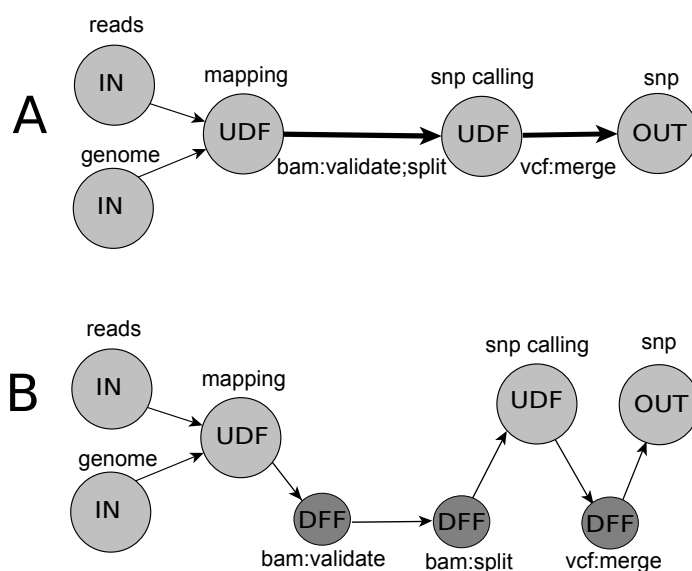 reads
IN
A
mapping
UDF
snp calling
UDF
snp
OUT
genome
IN
bam:validate;split
vcf:merge
reads
IN
B
mapping
UDF
snp calling
UDF
snp
OUT
genome
IN
DFF
bam:validate
DFF
bam:split
DFF
vcf:merge